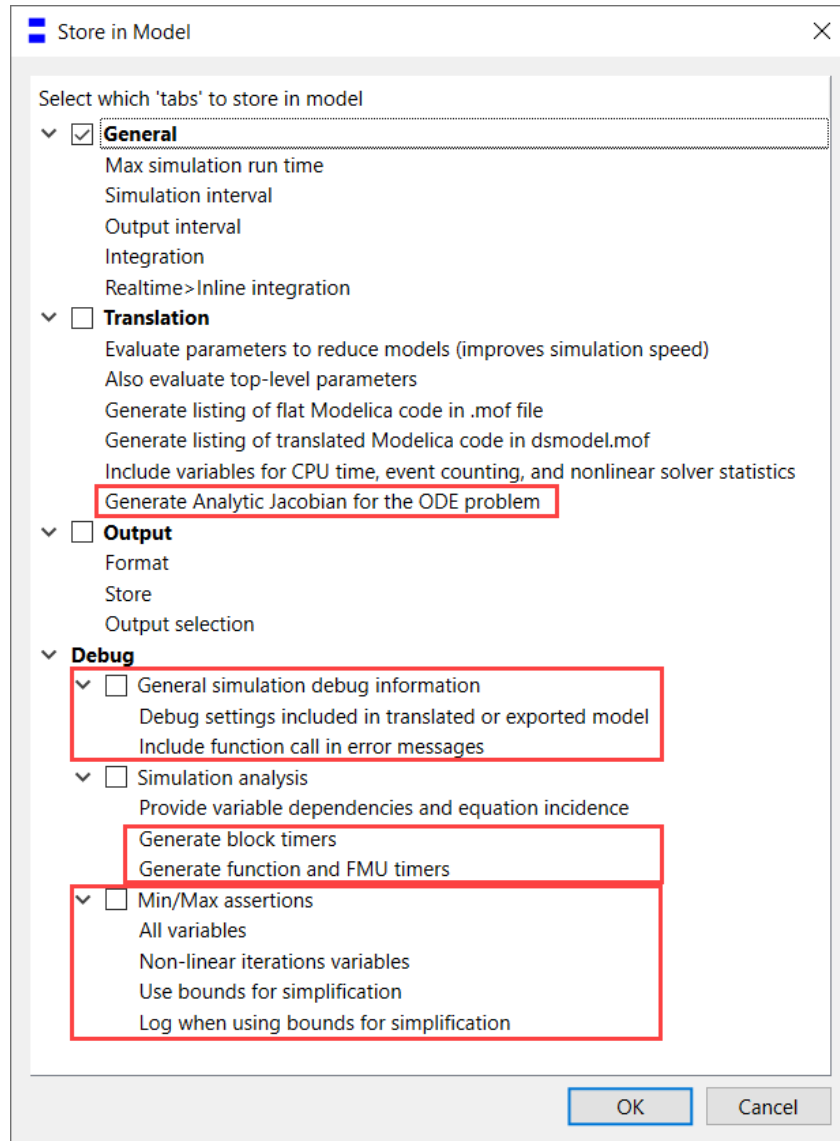 Store in Model
Select which 'tabs' to store in model
General
Max simulation run time
Simulation interval
Output interval
Integration
Realtime>Inline integration
Translation
Evaluate parameters to reduce models (improves simulation speed)
Also evaluate top-level parameters
Generate listing of flat Modelica code in .mof file
Generate listing of translated Modelica code in dsmodel.mof
Include variables for CPU time, event counting, and nonlinear solver statistics
Generate Analytic Jacobian for the ODE problem
Output
Format
Store
Output selection
Debug
General simulation debug information
Debug settings included in translated or exported model
Include function call in error messages
Simulation analysis
Provide variable dependencies and equation incidence
Generate block timers
Generate function and FMU timers
Min/Max assertions
All variables
Non-linear iterations variables
Use bounds for simplification
Log when using bounds for simplification
OK Cancel